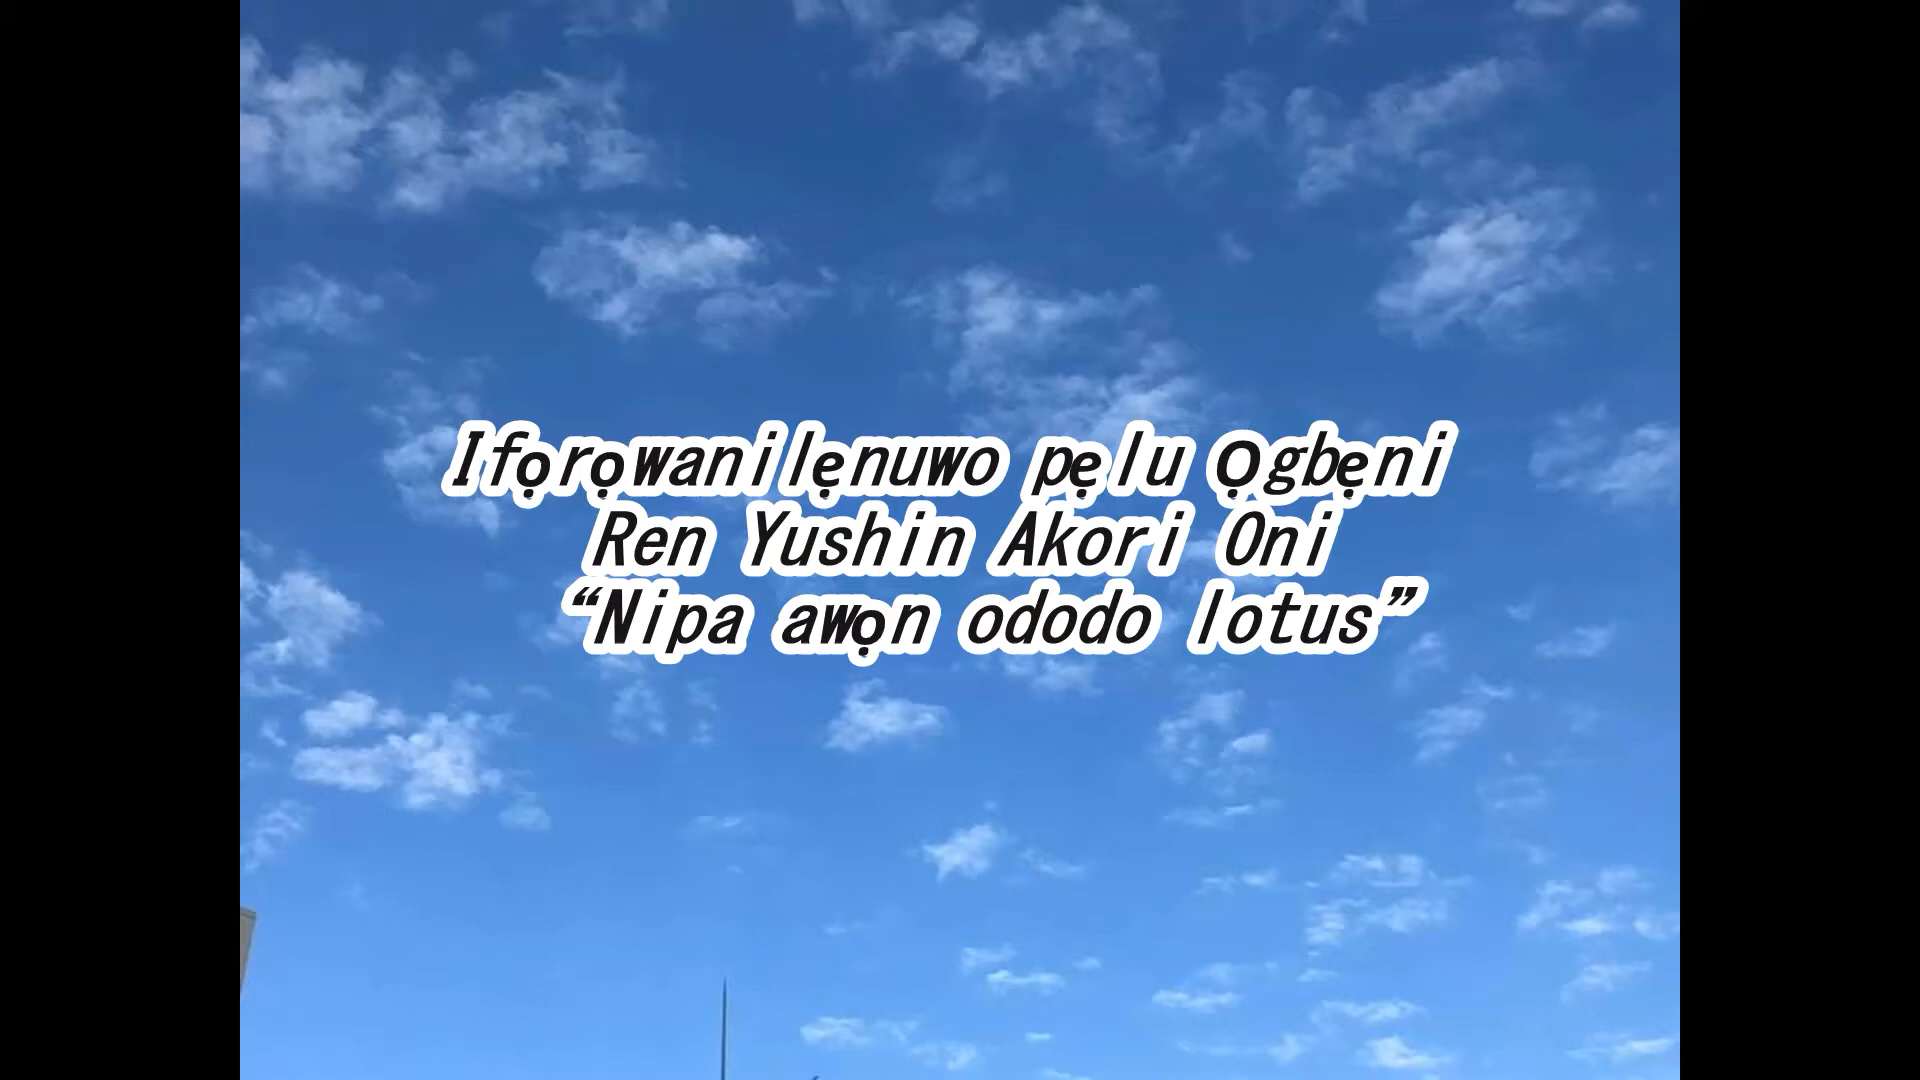 Ifọrọwanilẹnuwo pẹlu Ọgbẹni
Ren Yushin Akori Oni
“Nipa awọn ododo lotus”